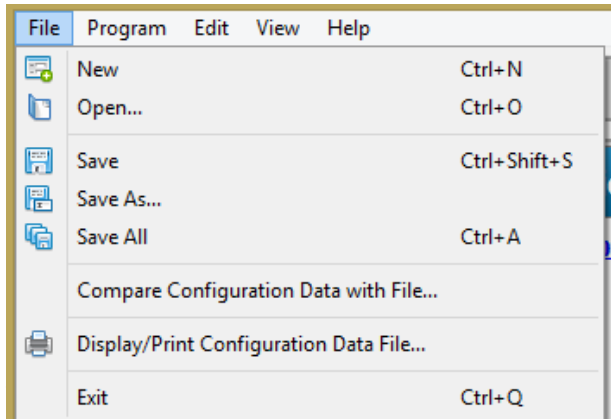 File Program Edit View Help
New Ctrl+N
Open... Ctrl+O
Save Ctrl+Shift+S
Save As...
Save All Ctrl+A
Compare Configuration Data with File...
Display/Print Configuration Data File...
Exit Ctrl+Q